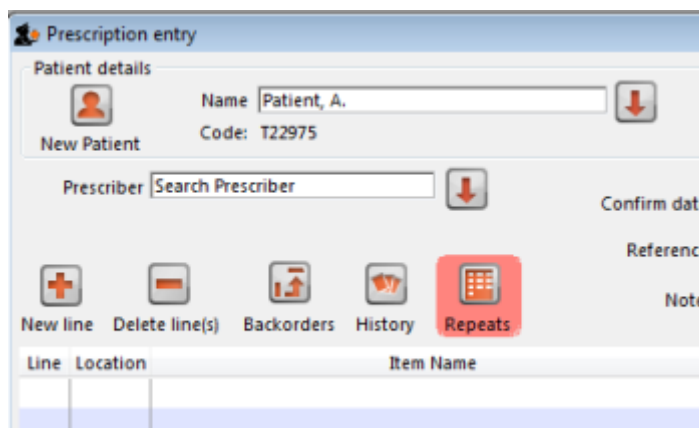 Prescription entry
Patient details
Name Patient, A.
New Patient
Code: T22975
Prescriber Search Prescriber
Confirm dat
Referenc
Note
New line Delete line(s) Backorders History Repeats
Line Location Item Name